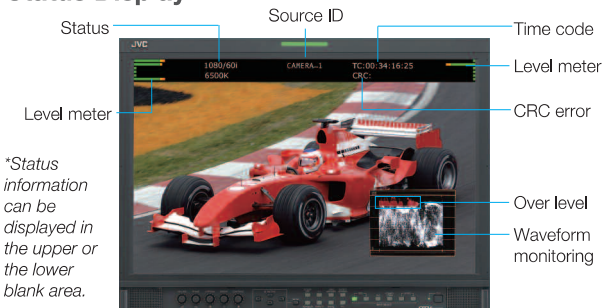 Status Display
Source ID
Status
Time code
JVC
1080/60i
CAMERA-1
TC:00:34:16:25
6500K
CRC:
Level meter
Level meter
CRC error
*Status
information
can be
displayed in
the upper or
the lower
blank area.
Over level
Waveform
monitoring